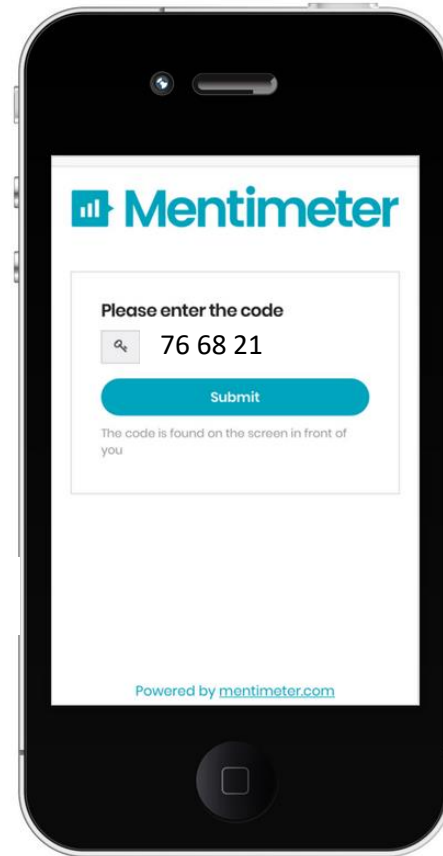 Mentimeter
Please enter the code
76 68 21
Submit
The code is found on the screen in front of
you
Powered by mentimeter.com